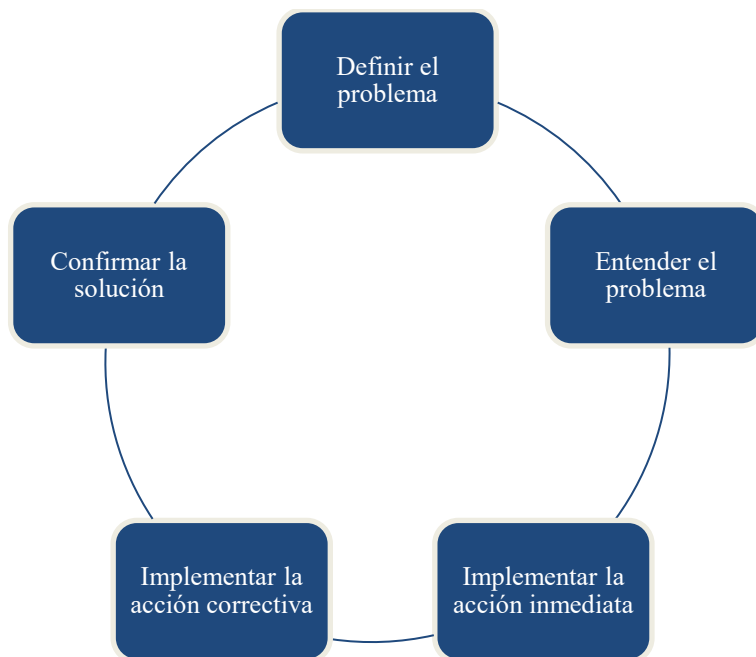 Definir el
problema
Entender el
problema
Implementar la
acción inmediata
Implementar la
acción correctiva
Confirmar la
solución